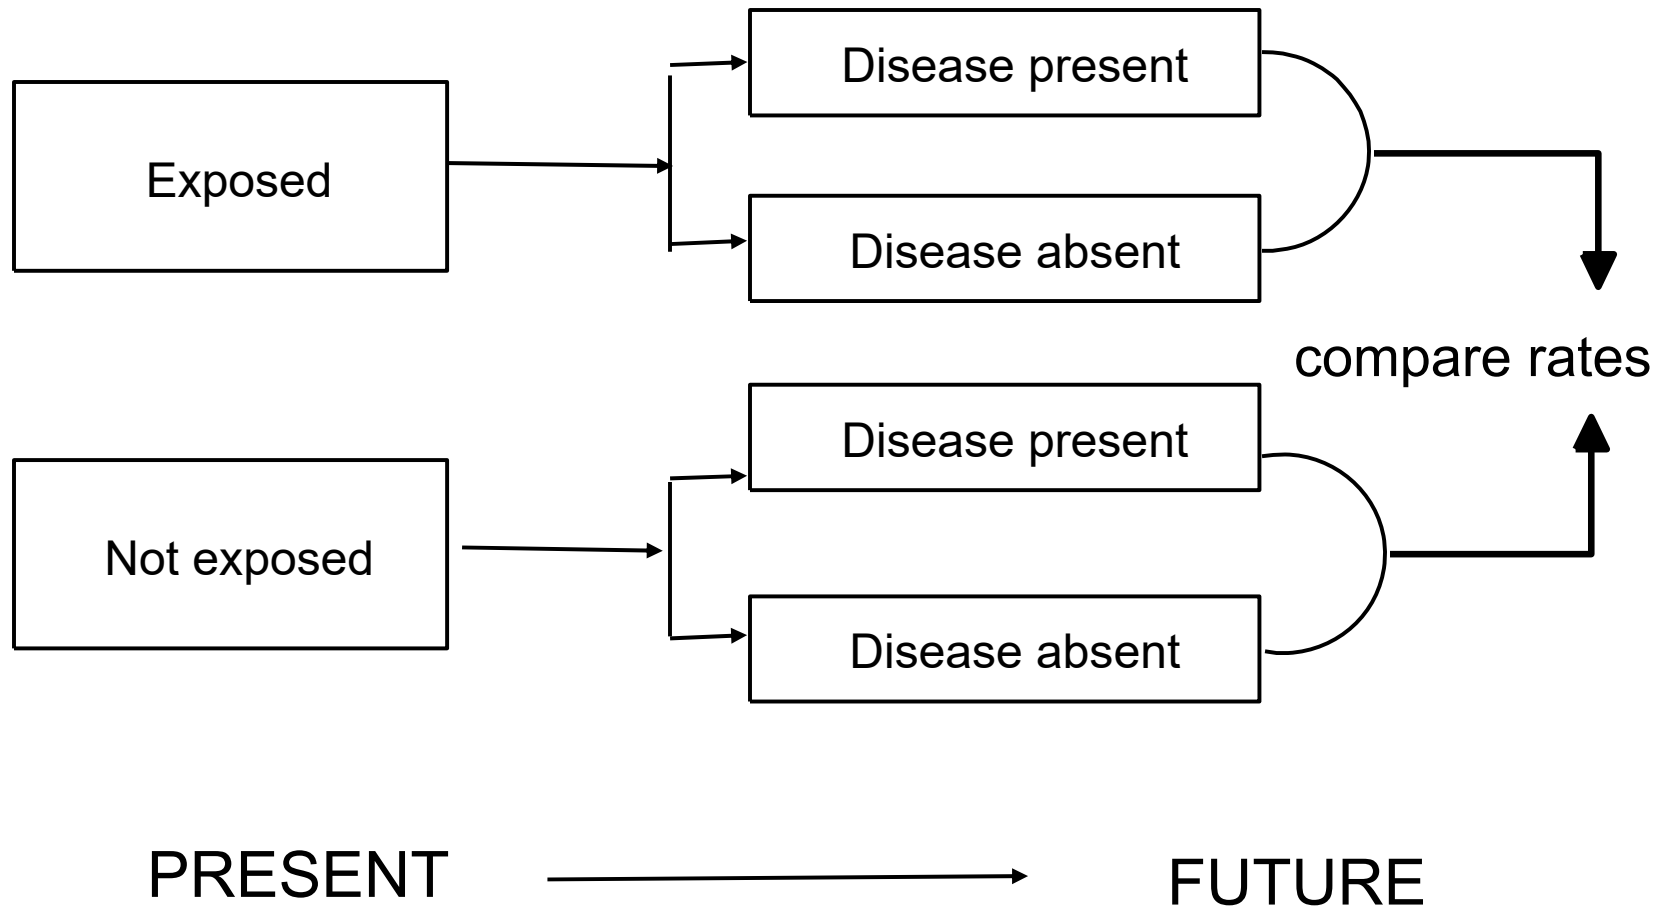 Exposed
Disease present
Disease absent
compare rates
Not exposed
Disease present
Disease absent
PRESENT
FUTURE